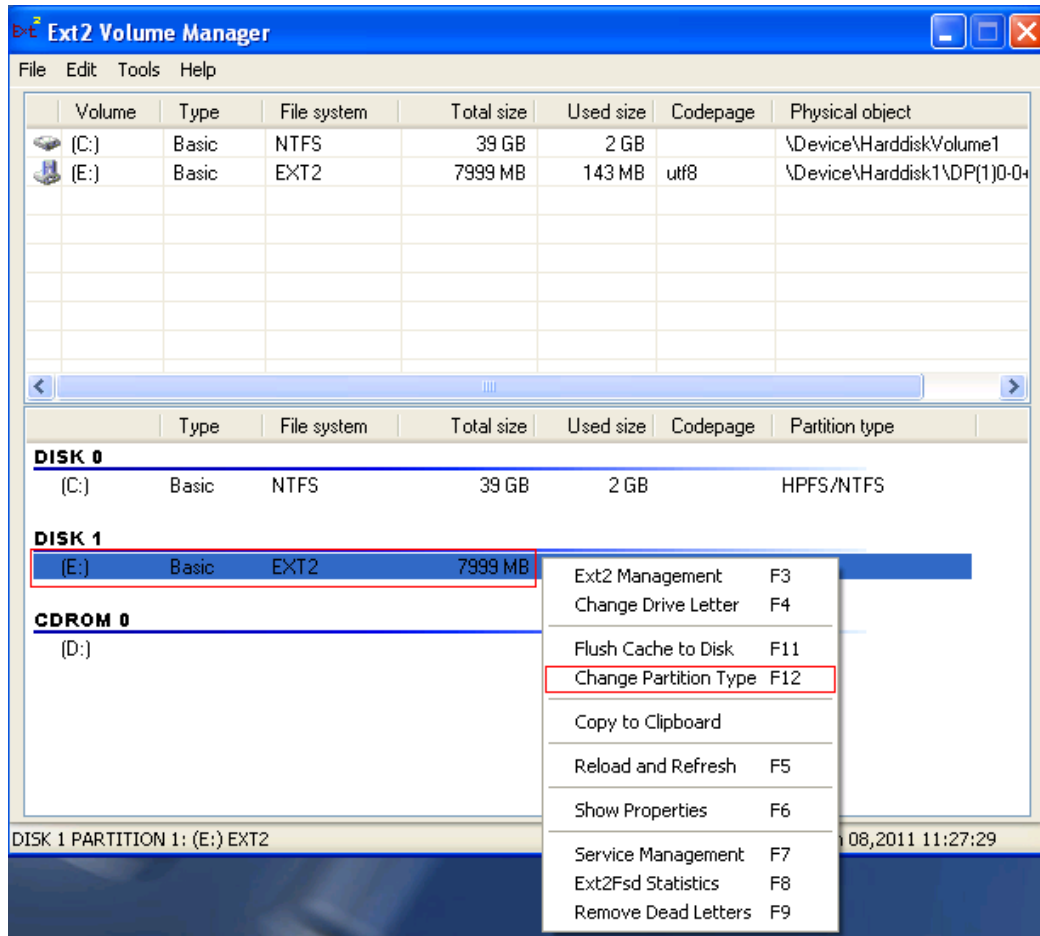 Ext2 Ext2 Volume Manager
File Edit Tools Help
Volume Type File system Total size Used size Codepage Physical object
(C:) Basic NTFS 39 GB 2 GB \Device\HarddiskVolume1
(E:) Basic EXT2 7999 MB 143 MB utf8 \Device\Harddisk1\DP(1)0-0+
Type File system Total size Used size Codepage Partition type
DISK 0
(C:) Basic NTFS 39 GB 2 GB HPFS/NTFS
DISK 1
(E:) Basic EXT2 7999 MB
CDROM 0
(D:)
Ext2 Management F3
Change Drive Letter F4
Flush Cache to Disk F11
Change Partition Type F12
Copy to Clipboard
Reload and Refresh F5
Show Properties F6
Service Management F7
Ext2Fsd Statistics F8
Remove Dead Letters F9
DISK 1 PARTITION 1: (E:) EXT2 08,2011 11:27:29